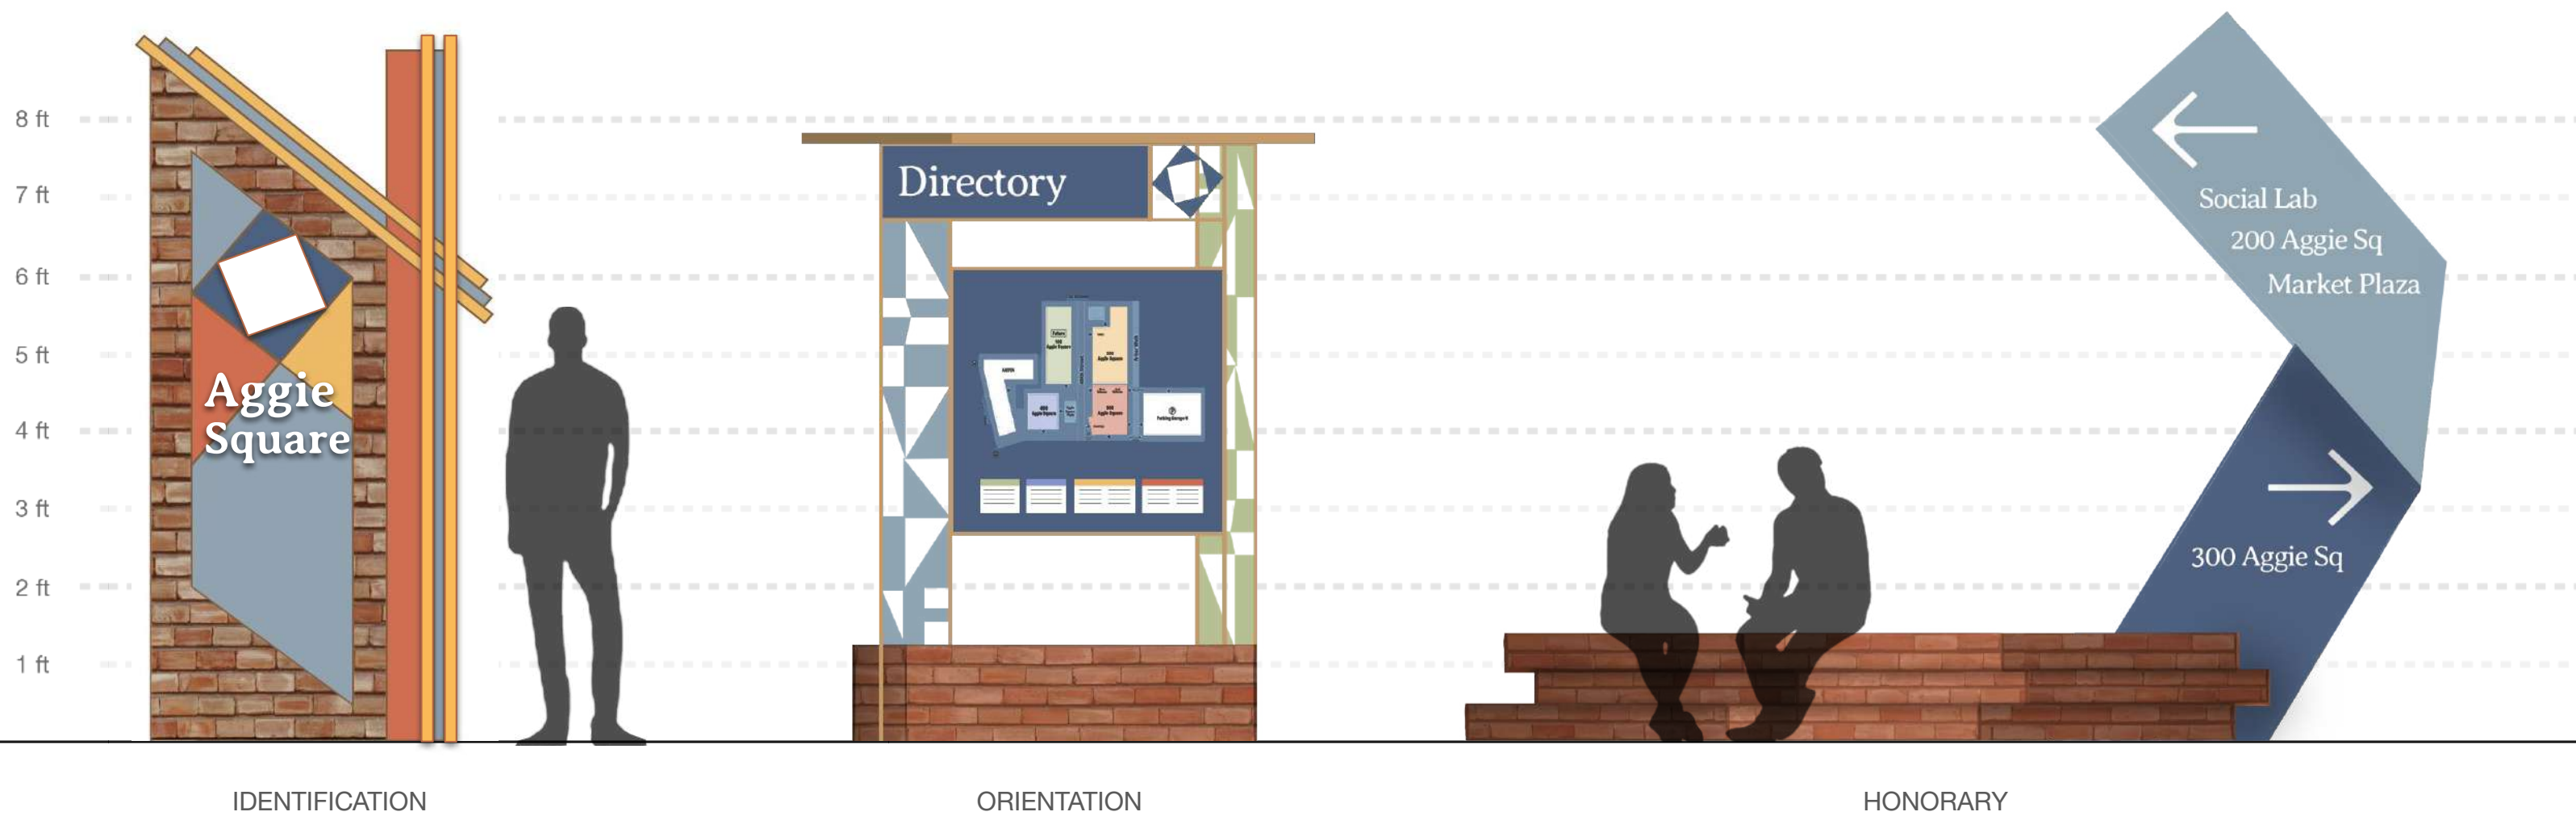 8 ft
7 ft
6 ft
5 ft
4 ft
3 ft
2 ft
1 ft
Aggie
Square
Directory
Social Lab
200 Aggie Sq
Market Plaza
300 Aggie Sq
IDENTIFICATION
ORIENTATION
HONORARY